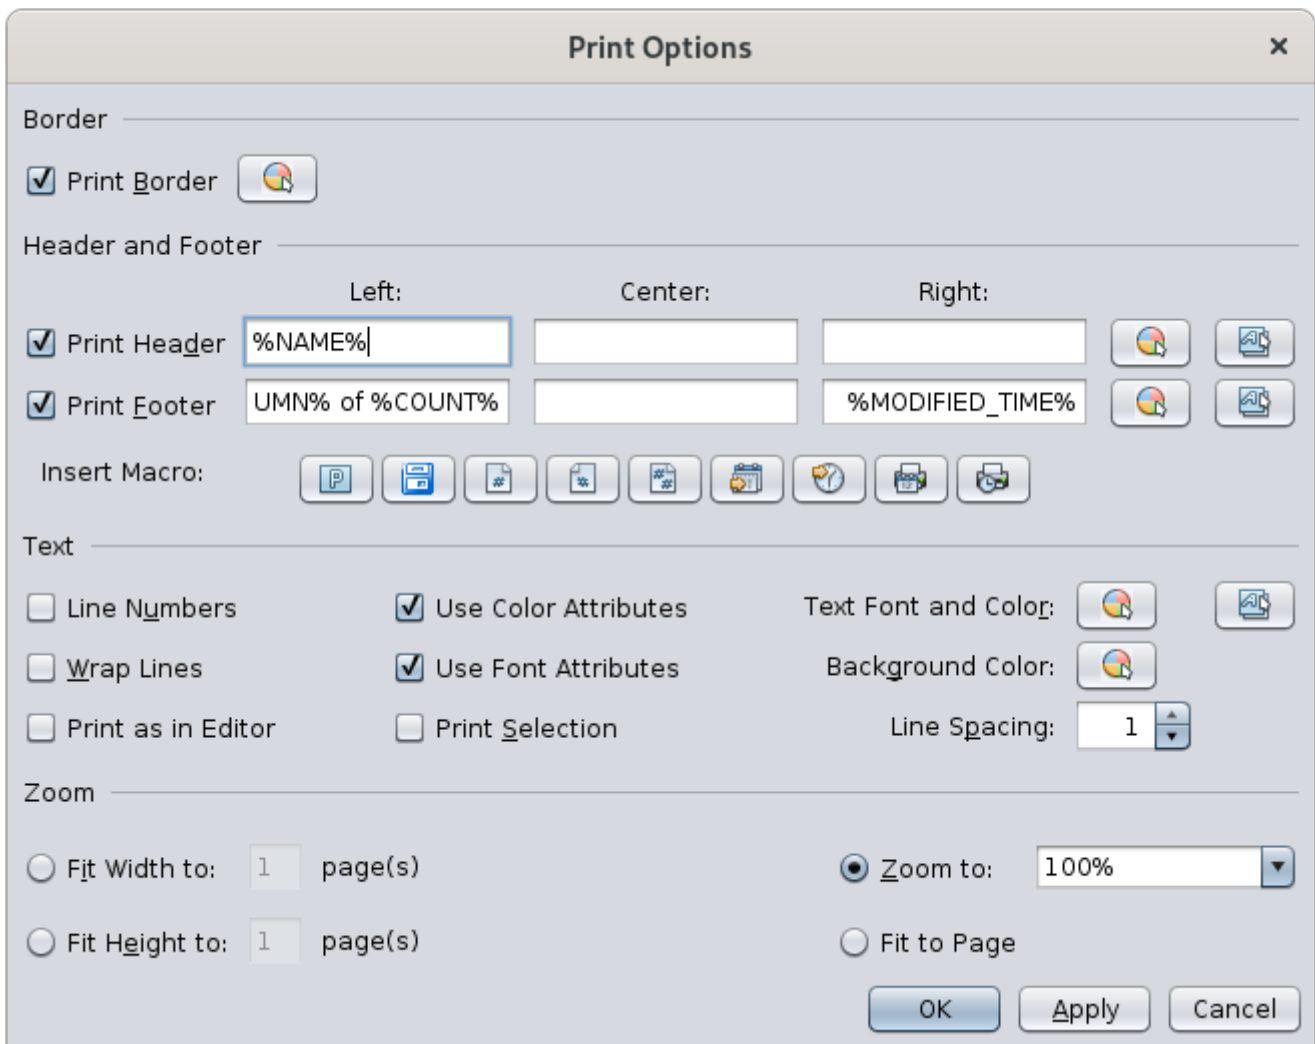 Print Options
Border
Print Border
Header and Footer
Left: Center: Right:
Print Header %NAME%
Print Footer UMN% of %COUNT% %MODIFIED_TIME%
Insert Macro:
Text
Line Numbers Use Color Attributes Text Font and Color:
Wrap Lines Use Font Attributes Background Color:
Print as in Editor Print Selection Line Spacing: 1
Zoom
Fit Width to: 1 page(s) Zoom to: 100%
Fit Height to: 1 page(s) Fit to Page
OK Apply Cancel